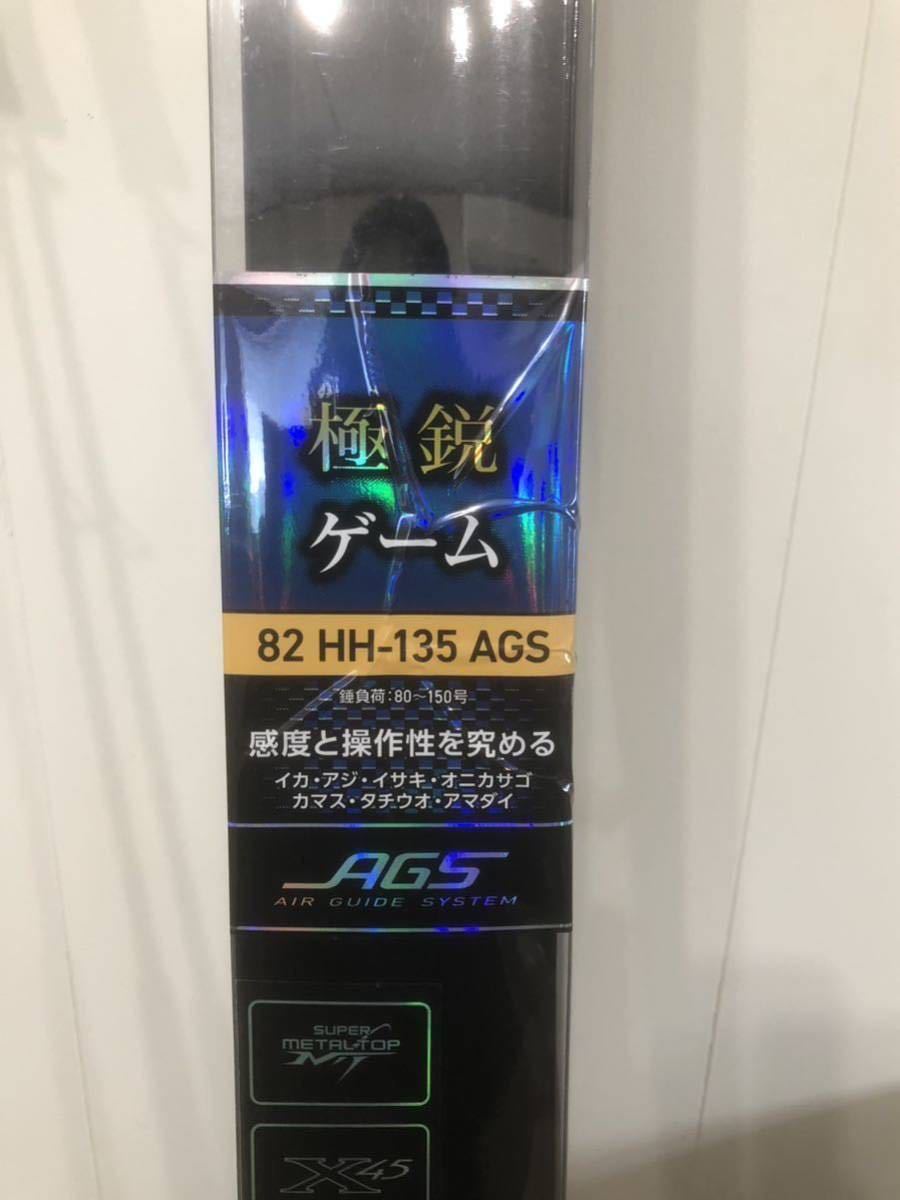 極鋭
ゲーム
82 HH-135 AGS
錘負荷:80～150号
感度と操作性を究める
イカ・アジ・イサキ・オニカサゴ
カマス・タチウオ・アマダイ
AGS
AIR GUIDE SYSTEM
SUPER
METAL-TOP
MT
X45